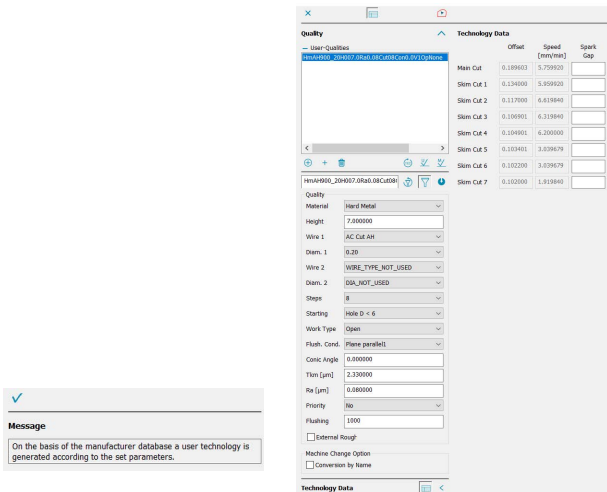 Message
On the basis of the manufacturer database a user technology is
generated according to the set parameters.
Quality
User-Qualities
HmAH900_20H007.0Ra0.08Cut08Con0.0V1OpNone
HmAH900_20H007.0Ra0.08Cut08
Quality
Material Hard Metal
Height 7.000000
Wire 1 AC Cut AH
Diam. 1 0.20
Wire 2 WIRE_TYPE_NOT_USED
Diam. 2 DIA_NOT_USED
Steps 8
Starting Hole D < 6
Work Type Open
Flush. Cond. Plane parallel1
Conic Angle 0.000000
Tkm [µm] 2.330000
Ra [µm] 0.080000
Priority No
Flushing 1000
External Rough
Machine Change Option
Conversion by Name
Technology Data
Technology Data
Offset Speed [mm/min] Spark Gap
Main Cut 0.189603 5.759920
Skim Cut 1 0.134000 5.959920
Skim Cut 2 0.117000 6.619840
Skim Cut 3 0.106901 6.319840
Skim Cut 4 0.104901 6.200000
Skim Cut 5 0.103401 3.039679
Skim Cut 6 0.102200 3.039679
Skim Cut 7 0.102000 1.919840